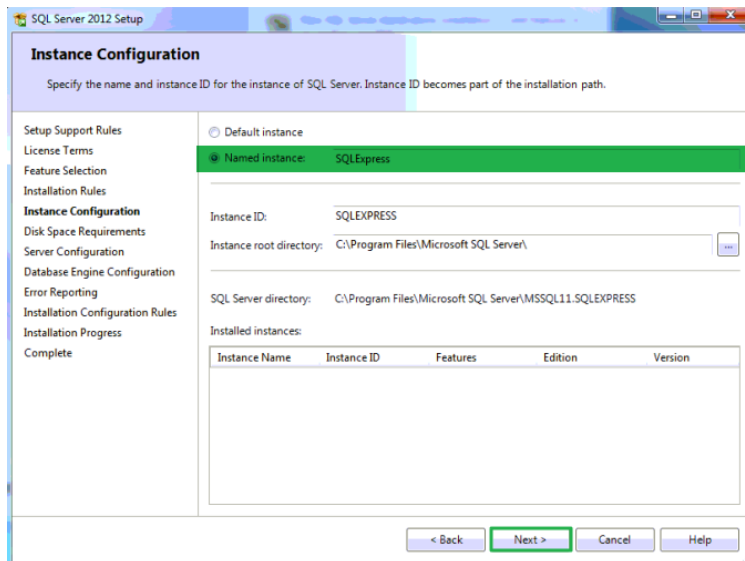 SQL Server 2012 Setup
Instance Configuration
Specify the name and instance ID for the instance of SQL Server. Instance ID becomes part of the installation path.
Setup Support Rules
License Terms
Feature Selection
Installation Rules
Instance Configuration
Disk Space Requirements
Server Configuration
Database Engine Configuration
Error Reporting
Installation Configuration Rules
Installation Progress
Complete
Default instance
Named instance: SQLExpress
Instance ID: SQLEXPRESS
Instance root directory: C:\Program Files\Microsoft SQL Server\ ...
SQL Server directory: C:\Program Files\Microsoft SQL Server\MSSQL11.SQLEXPRESS
Installed instances:
Instance Name Instance ID Features Edition Version
< Back Next > Cancel Help